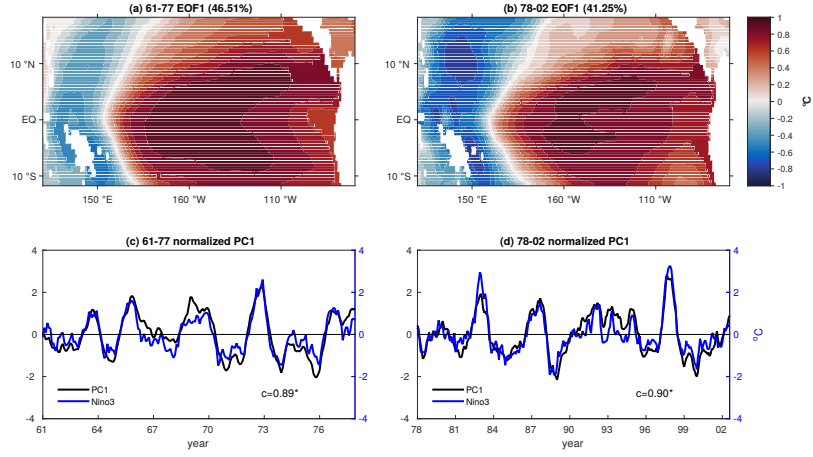 (a) 61-77 EOF1 (46.51%)
(b) 78-02 EOF1 (41.25%)
10 °N
EQ
10 °S
150 °E
160 °W
110 °W
10 °N
EQ
10 °S
150 °E
160 °W
110 °W
1
0.8
0.6
0.4
0.2
0
-0.2
-0.4
-0.6
-0.8
-1
°C
(c) 61-77 normalized PC1
4
2
0
-2
-4
4
2
0
-2
-4
PC1
Nino3
c=0.89*
61
64
67
70
73
76
year
(d) 78-02 normalized PC1
4
2
0
-2
-4
4
2
0
-2
-4
°C
PC1
Nino3
c=0.90*
78
81
84
87
90
93
96
99
02
year